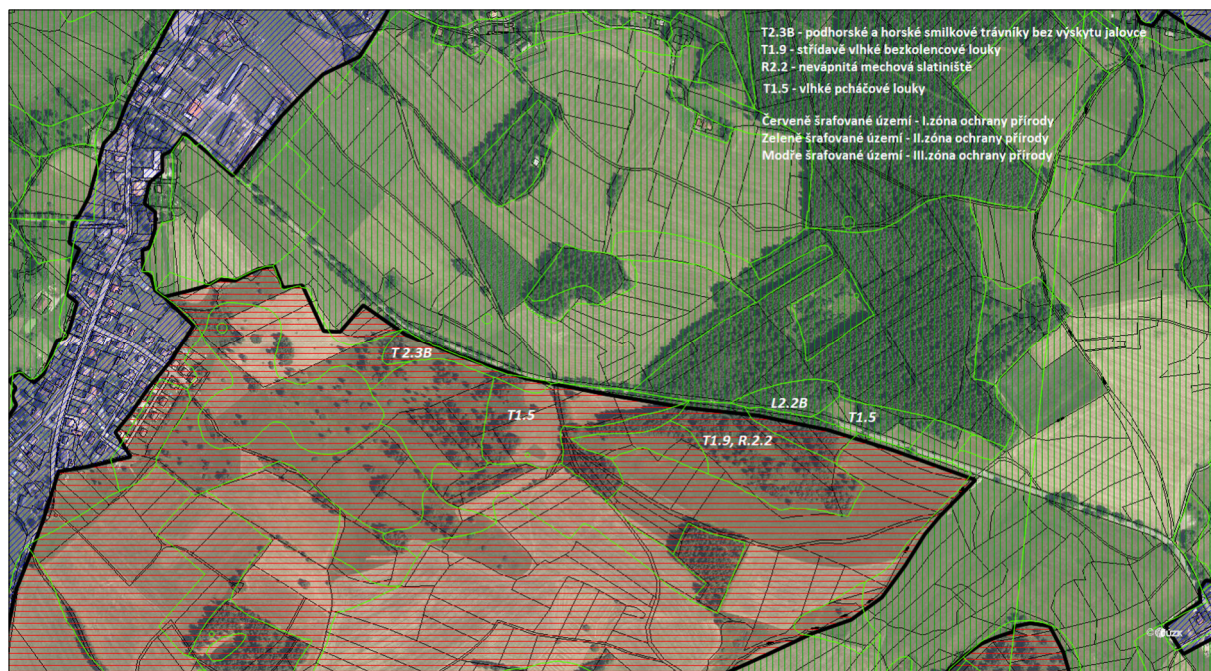 T2.3B - podhorské a horské smilkové trávníky bez výskytu jalovce
T1.9 - střídavě vlhké bezkolencové louky
R2.2 - nevápnitá mechová slatiniště
T1.5 - vlhké pcháčové louky
Červeně šrafované území - I.zóna ochrany přírody
Zeleně šrafované území - II.zóna ochrany přírody
Modře šrafované území - III.zóna ochrany přírody
T 2.3B
T1.5
L2.2B
T1.5
T1.9, R.2.2